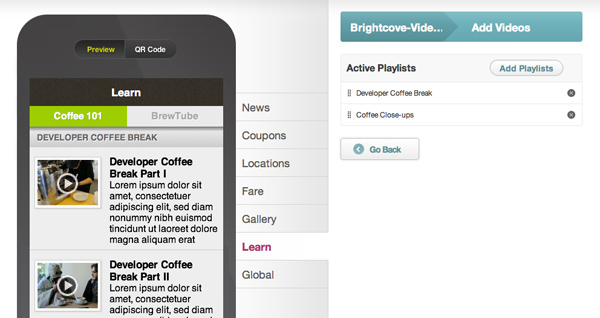 Preview QR Code
Learn
Coffee 101 BrewTube
DEVELOPER COFFEE BREAK
Developer Coffee
Break Part I
Lorem ipsum dolor sit
amet, consectetuer
adipiscing elit, sed diam
nonummy nibh euismod
tincidunt ut laoreet dolore
magna aliquam erat
Developer Coffee
Break Part II
Lorem ipsum dolor sit
amet, consectetuer
adipiscing elit, sed diam
nonummy nibh euismod
News
Coupons
Locations
Fare
Gallery
Learn
Global
Brightcove-Vide... Add Videos
Active Playlists Add Playlists
Developer Coffee Break
Coffee Close-ups
Go Back